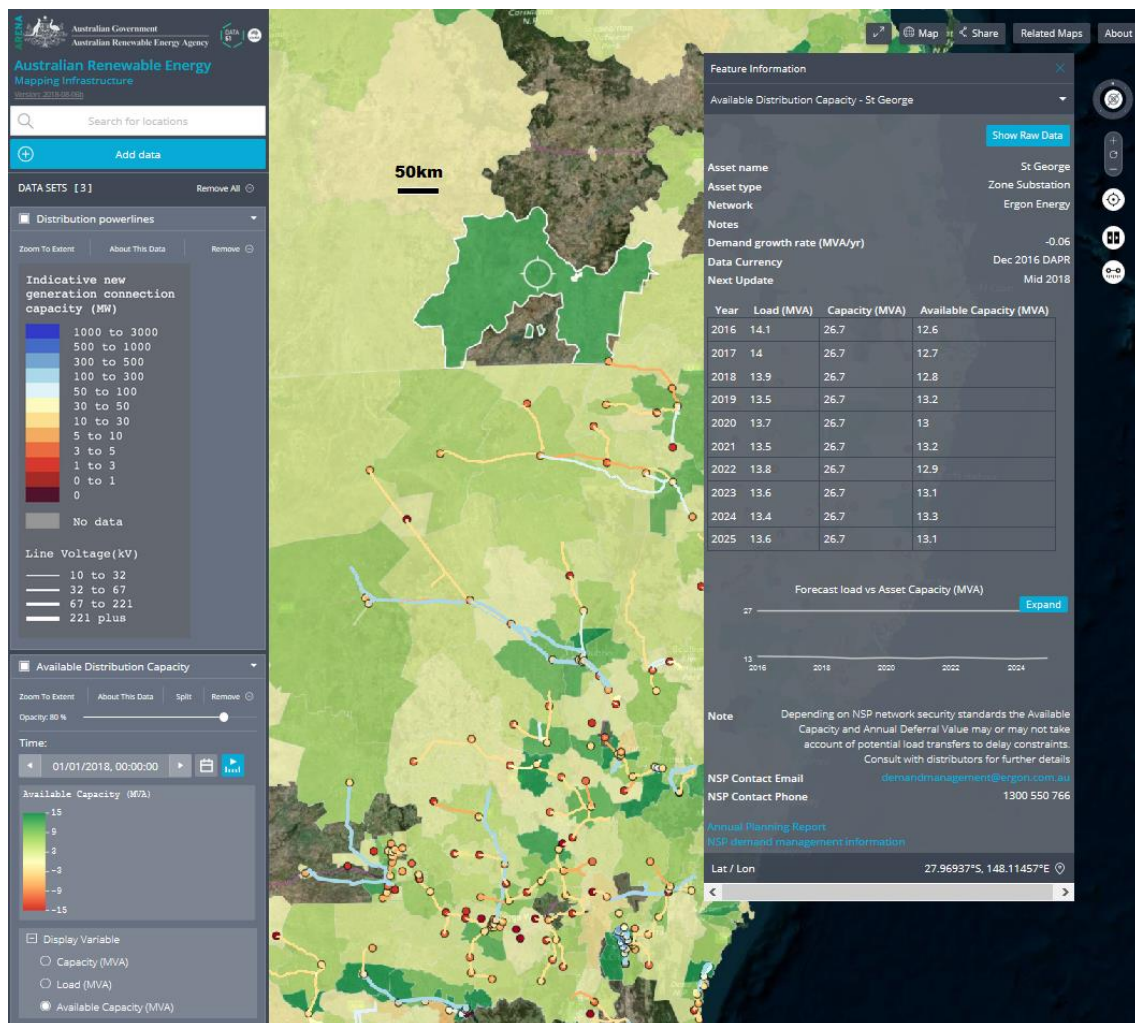 ARENA
Australian Government
Australian Renewable Energy Agency
DATA
61
Australian Renewable Energy
Mapping Infrastructure
Search for locations
Add data
DATA SETS [3] Remove All
Distribution powerlines
Zoom To Extent About This Data Remove
Indicative new
generation connection
capacity (MW)
1000 to 3000
500 to 1000
300 to 500
100 to 300
50 to 100
30 to 50
10 to 30
5 to 10
3 to 5
1 to 3
0 to 1
0
No data
Line Voltage(kV)
10 to 32
32 to 67
67 to 221
221 plus
Available Distribution Capacity
Zoom To Extent About This Data Split Remove
Opacity: 80 %
Time:
01/01/2018, 00:00:00
Available Capacity (MVA)
15
9
3
-3
-9
-15
Display Variable
Capacity (MVA)
Load (MVA)
Available Capacity (MVA)
50km
Map Share Related Maps About
Feature Information
Available Distribution Capacity - St George
Show Raw Data
Asset name St George
Asset type Zone Substation
Network Ergon Energy
Notes
Demand growth rate (MVA/yr) -0.06
Data Currency Dec 2016 DAPR
Next Update Mid 2018
Year Load (MVA) Capacity (MVA) Available Capacity (MVA)
2016 14.1 26.7 12.6
2017 14 26.7 12.7
2018 13.9 26.7 12.8
2019 13.5 26.7 13.2
2020 13.7 26.7 13
2021 13.5 26.7 13.2
2022 13.8 26.7 12.9
2023 13.6 26.7 13.1
2024 13.4 26.7 13.3
2025 13.6 26.7 13.1
Forecast load vs Asset Capacity (MVA)
Expand
27
13
2016 2018 2020 2022 2024
Note Depending on NSP network security standards the Available
Capacity and Annual Deferral Value may or may not take
account of potential load transfers to delay constraints.
Consult with distributors for further details
NSP Contact Email demandmanagement@ergon.com.au
NSP Contact Phone 1300 550 766
Annual Planning Report
NSP demand management information
Lat / Lon 27.96937°S, 148.11457°E